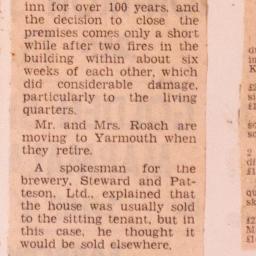 inn for over 100 years, and
the decision to close the
premises comes only a short
while after two fires in the
building within about six
weeks of each other, which
did considerable damage,
particularly to the living
quarters.
Mr. and Mrs. Roach are
moving to Yarmouth when
they retire.
A spokesman for the
brewery, Steward and Pat-
teson, Ltd., explained that
the house was usually sold
to the sitting tenant, but in
this case, he thought it
would be sold elsewhere.